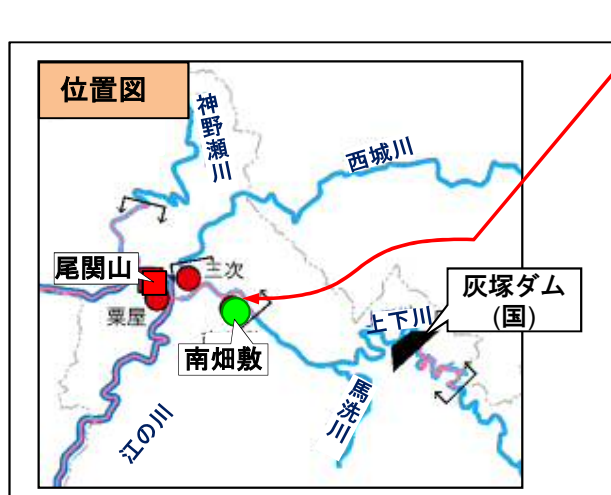 位置図
神野瀬川
西城川
尾関山
三次
灰塚ダム
(国)
粟屋
上下川
南畑敷
馬洗川
江の川